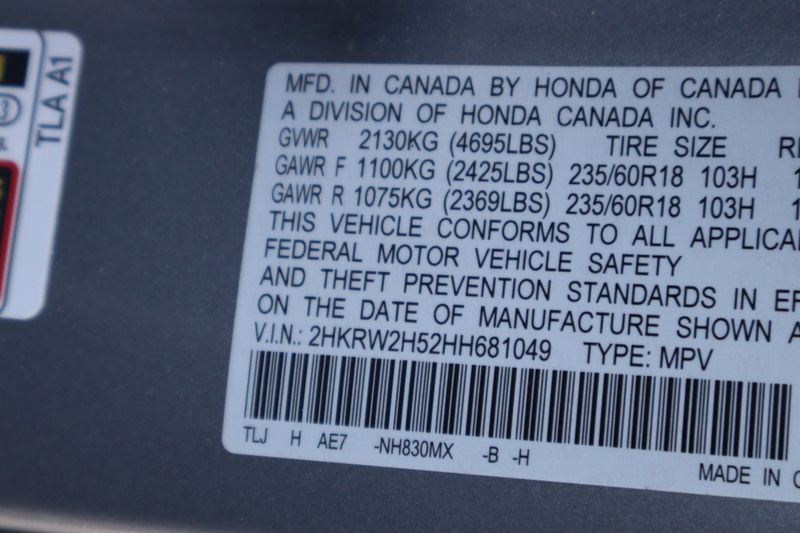 TLA A1
3
MFD. IN CANADA BY HONDA OF CANADA
A DIVISION OF HONDA CANADA INC.
GVWR 2130KG (4695LBS) TIRE SIZE
GAWR F 1100KG (2425LBS) 235/60R18 103H
GAWR R 1075KG (2369LBS) 235/60R18 103H
THIS VEHICLE CONFORMS TO ALL APPLICA
FEDERAL MOTOR VEHICLE SAFETY
AND THEFT PREVENTION STANDARDS IN EF
ON THE DATE OF MANUFACTURE SHOWN A
V.I.N.: 2HKRW2H52HH681049 TYPE: MPV
TLJ H AE7 -NH830MX -B -H
MADE IN C